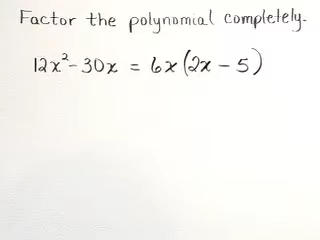 Factor the polynomial completely.
12x² - 30x = 6x(2x - 5)